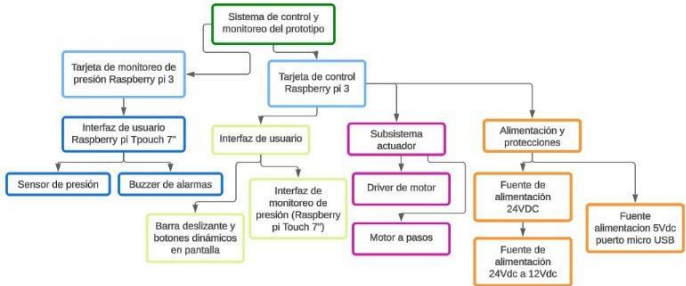 Sistema de control y
monitoreo del prototipo
Tarjeta de monitoreo de
presión Raspberry pi 3
Tarjeta de control
Raspberry pi 3
Interfaz de usuario
Raspberry pi Tpouch 7"
Interfaz de usuario
Subsistema
actuador
Alimentación y
protecciones
Sensor de presión
Buzzer de alarmas
Barra deslizante y
botones dinámicos
en pantalla
Interfaz de
monitoreo de
presión (Raspberry
pi Touch 7")
Driver de motor
Motor a pasos
Fuente de
alimentación
24VDC
Fuente
alimentacion 5Vdc
puerto micro USB
Fuente de
alimentación
24Vdc a 12Vdc